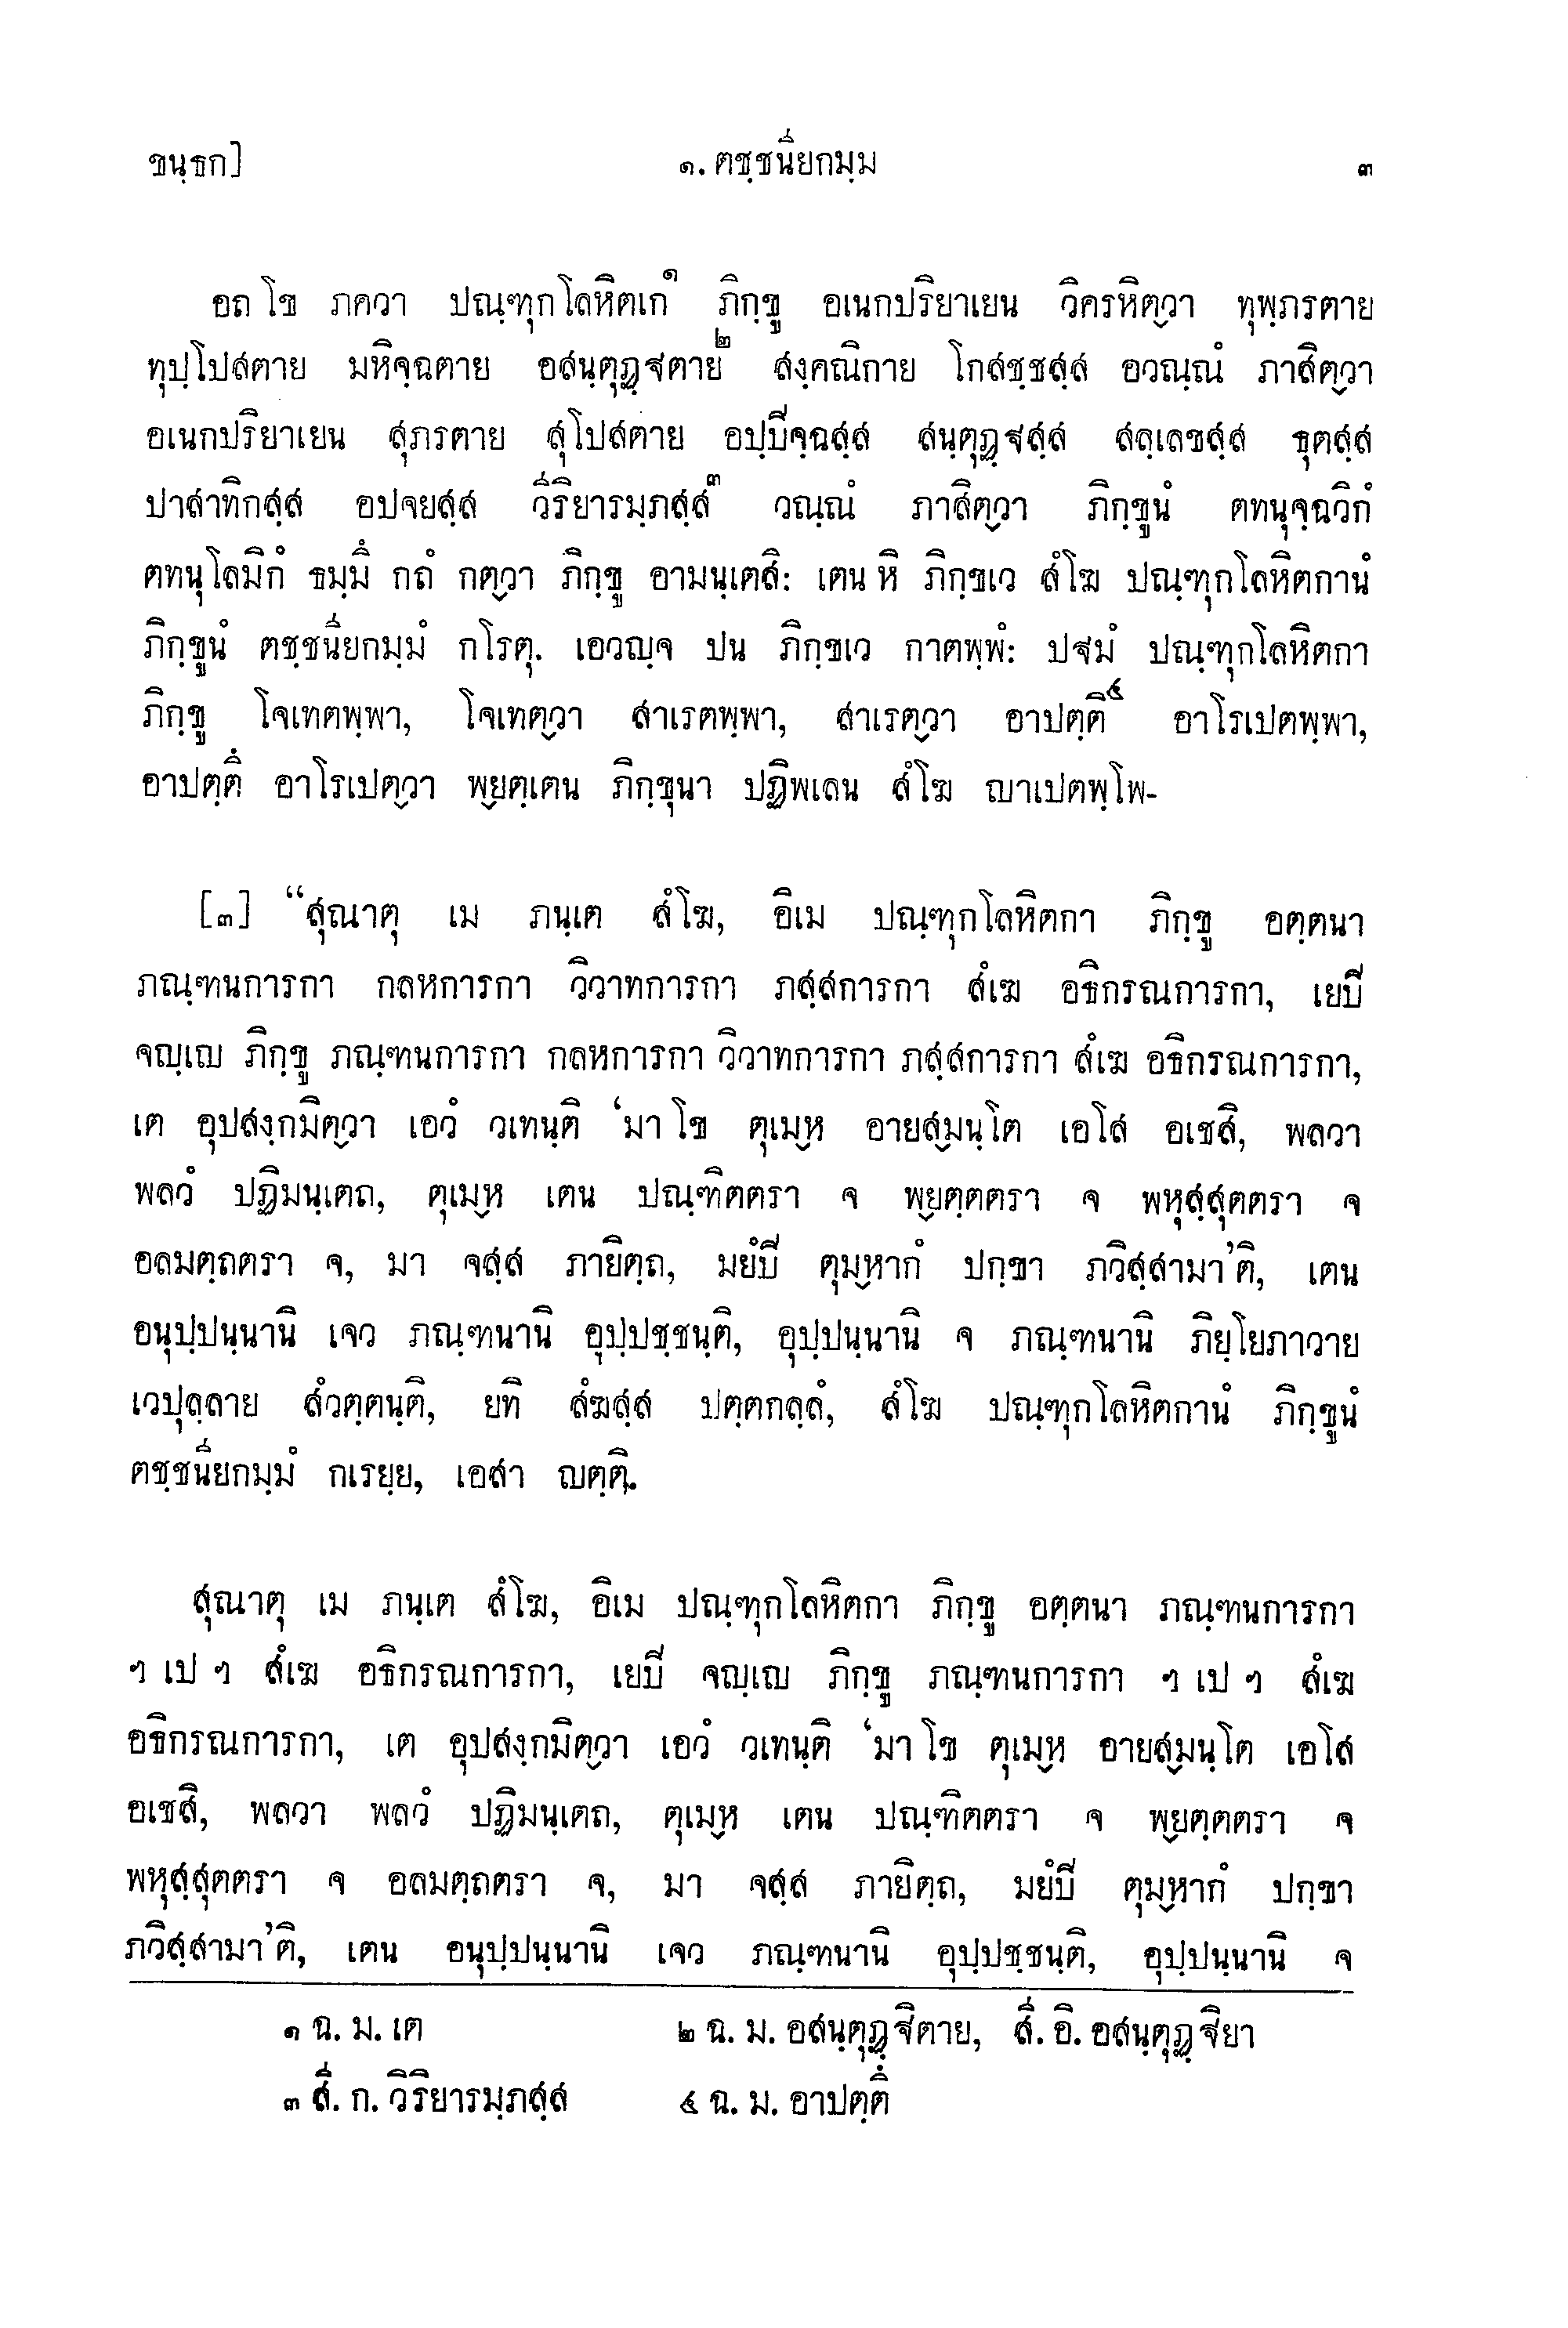 ขนฺธก] ๑. ตชฺชนียกมฺม ๓
อถ โข ภควา ปณฺฑุกโลหิตเก๑ ภิกฺขู อเนกปริยาเยน วิครหิตฺวา ทุพฺภรตาย
ทุปฺโปสตาย มหิจฺฉตาย อสนฺตุฏฺฐตาย๒ สงฺคณิกาย โกสชฺชสฺส อวณฺณํ ภาสิตฺวา
อเนกปริยาเยน สุภรตาย สุโปสตาย อปฺปิจฺฉสฺส สนฺตุฏฺฐสฺส สลฺเลขสฺส ธุตสฺส
ปาสาทิกสฺส อปจยสฺส วีริยารมฺภสฺส๓ วณฺณํ ภาสิตฺวา ภิกฺขูนํ ตทนุจฺฉวิกํ
ตทนุโลมิกํ ธมฺมึ กถํ กตฺวา ภิกฺขู อามนฺเตสิ: เตน หิ ภิกฺขเว สํโฆ ปณฺฑุกโลหิตกานํ
ภิกฺขูนํ ตชฺชนียกมฺมํ กโรตุ. เอวญฺจ ปน ภิกฺขเว กาตพฺพํ: ปฐมํ ปณฺฑุกโลหิตกา
ภิกฺขู โจเทตพฺพา, โจเทตฺวา สาเรตพฺพา, สาเรตฺวา อาปตฺติ๔ อาโรเปตพฺพา,
อาปตฺตึ อาโรเปตฺวา พฺยตฺเตน ภิกฺขุนา ปฏิพเลน สํโฆ ญาเปตพฺโพ-
[๓] “สุณาตุ เม ภนฺเต สํโฆ, อิเม ปณฺฑุกโลหิตกา ภิกฺขู อตฺตนา
ภณฺฑนการกา กลหการกา วิวาทการกา ภสฺสการกา สํเฆ อธิกรณการกา, เยปิ
จญฺเญ ภิกฺขู ภณฺฑนการกา กลหการกา วิวาทการกา ภสฺสการกา สํเฆ อธิกรณการกา,
เต อุปสงฺกมิตฺวา เอวํ วเทนฺติ ‘มา โข ตุเมฺห อายสฺมนฺโต เอโส อเชสิ, พลวา
พลวํ ปฏิมนฺเตถ, ตุเมฺห เตน ปณฺฑิตตรา จ พฺยตฺตตรา จ พหุสฺสุตตรา จ
อลมตฺถตรา จ, มา จสฺส ภายิตฺถ, มยํปิ ตุมฺหากํ ปกฺขา ภวิสฺสามา’ติ, เตน
อนุปฺปนฺนานิ เจว ภณฺฑนานิ อุปฺปชฺชนฺติ, อุปฺปนฺนานิ จ ภณฺฑนานิ ภิยฺโยภาวาย
เวปุลฺลาย สํวตฺตนฺติ, ยทิ สํฆสฺส ปตฺตกลฺลํ, สํโฆ ปณฺฑุกโลหิตกานํ ภิกฺขูนํ
ตชฺชนียกมฺมํ กเรยฺย, เอสา ญตฺติ.
สุณาตุ เม ภนฺเต สํโฆ, อิเม ปณฺฑุกโลหิตกา ภิกฺขู อตฺตนา ภณฺฑนการกา
ฯ เป ฯ สํเฆ อธิกรณการกา, เยปิ จญฺเญ ภิกฺขู ภณฺฑนการกา ฯ เป ฯ สํเฆ
อธิกรณการกา, เต อุปสงฺกมิตฺวา เอวํ วเทนฺติ ‘มา โข ตุเมฺห อายสฺมนฺโต เอโส
อเชสิ, พลวา พลวํ ปฏิมนฺเตถ, ตุเมฺห เตน ปณฺฑิตตรา จ พฺยตฺตตรา จ
พหุสฺสุตตรา จ อลมตฺถตรา จ, มา จสฺส ภายิตฺถ, มยํปิ ตุมฺหากํ ปกฺขา
ภวิสฺสามา’ติ, เตน อนุปฺปนฺนานิ เจว ภณฺฑนานิ อุปฺปชฺชนฺติ, อุปฺปนฺนานิ จ
๑ ฉ. ม. เต ๒ ฉ. ม. อสนฺตุฏฺฐิตาย, สี. อิ. อสนฺตุฏฺฐิยา
๓ สี. ก. วิริยารมฺภสฺส ๔ ฉ. ม. อาปตฺตึ